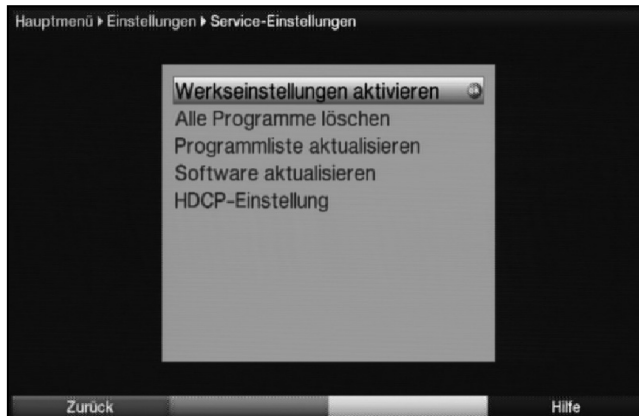 Hauptmenü ▸ Einstellungen ▸ Service-Einstellungen
Werkseinstellungen aktivieren
Alle Programme löschen
Programmliste aktualisieren
Software aktualisieren
HDCP-Einstellung
Zurück
Hilfe